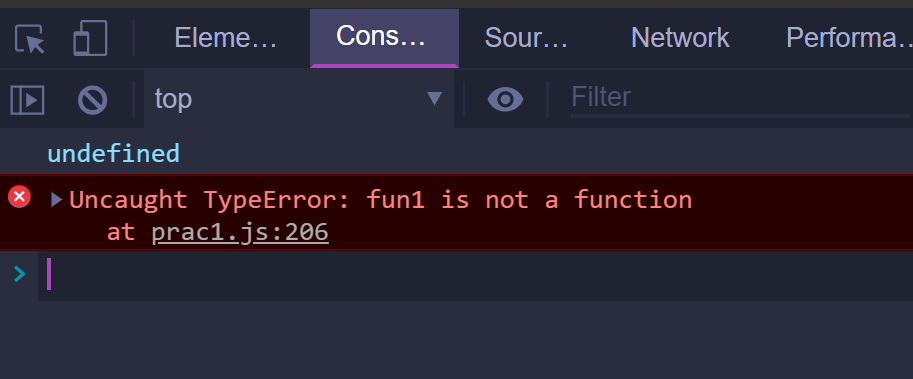 Eleme… Cons… Sour… Network Performa…
top Filter
undefined
Uncaught TypeError: fun1 is not a function
at prac1.js:206